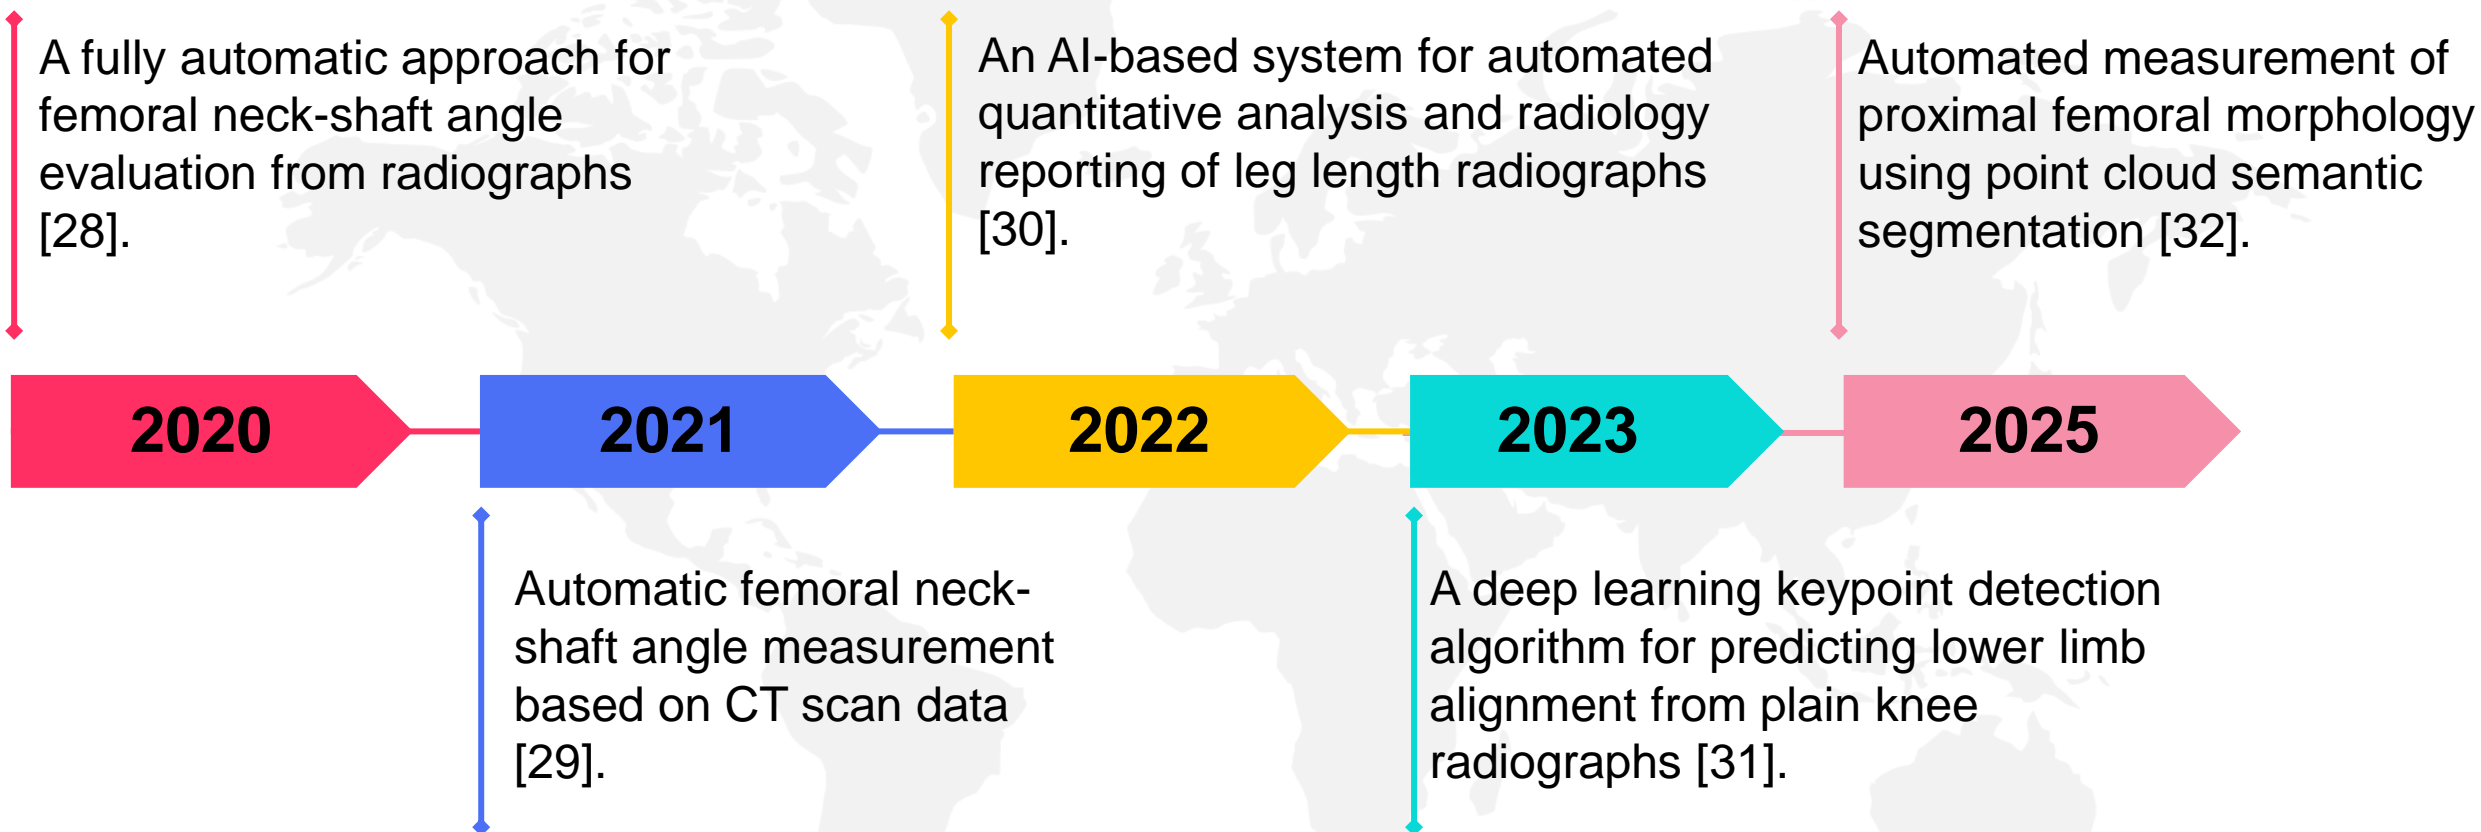 A fully automatic approach for
femoral neck-shaft angle
evaluation from radiographs
[28].
An AI-based system for automated
quantitative analysis and radiology
reporting of leg length radiographs
[30].
Automated measurement of
proximal femoral morphology
using point cloud semantic
segmentation [32].
2020
2021
2022
2023
2025
Automatic femoral neck-
shaft angle measurement
based on CT scan data
[29].
A deep learning keypoint detection
algorithm for predicting lower limb
alignment from plain knee
radiographs [31].